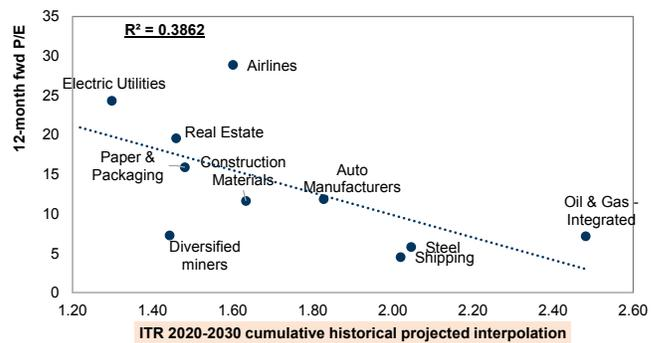 35
R² = 0.3862
30
Airlines
Electric Utilities
25
12-month fwd P/E
20
Real Estate
Paper &
Packaging
Construction
Materials
15
Auto
Manufacturers
10
Oil & Gas -
Integrated
Diversified
miners
5
Steel
Shipping
0
1.20 1.40 1.60 1.80 2.00 2.20 2.40 2.60
ITR 2020-2030 cumulative historical projected interpolation